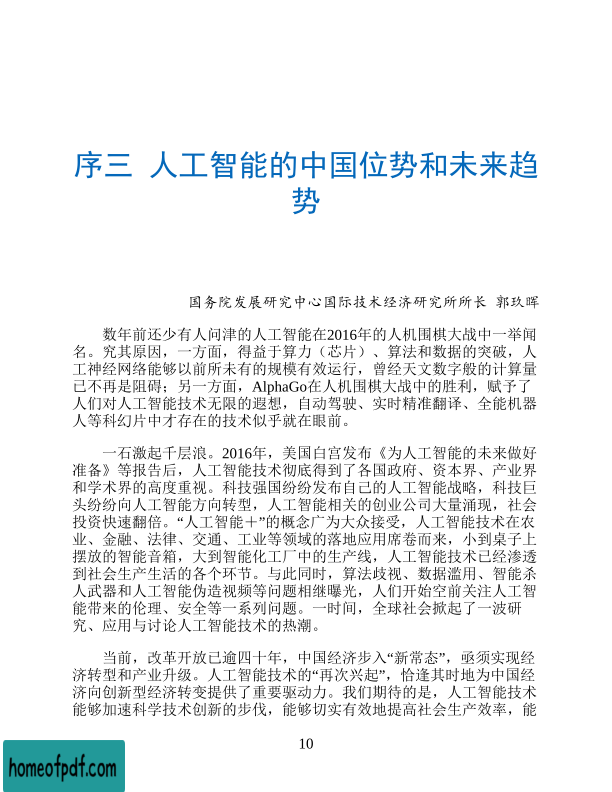 序三 人工智能的中国位势和未来趋
势
国务院发展研究中心国际技术经济研究所所长 郭玖晖
数年前还少有人问津的人工智能在2016年的人机围棋大战中一举闻
名。究其原因，一方面，得益于算力（芯片）、算法和数据的突破，人
工神经网络能够以前所未有的规模有效运行，曾经天文数字般的计算量
已不再是阻碍；另一方面，AlphaGo在人机围棋大战中的胜利，赋予了
人们对人工智能技术无限的遐想，自动驾驶、实时精准翻译、全能机器
人等科幻片中才存在的技术似乎就在眼前。
一石激起千层浪。2016年，美国白宫发布《为人工智能的未来做好
准备》等报告后，人工智能技术彻底得到了各国政府、资本界、产业界
和学术界的高度重视。科技强国纷纷发布自己的人工智能战略，科技巨
头纷纷向人工智能方向转型，人工智能相关的创业公司大量涌现，社会
投资快速翻倍。“人工智能＋”的概念广为大众接受，人工智能技术在农
业、金融、法律、交通、工业等领域的落地应用席卷而来，小到桌子上
摆放的智能音箱，大到智能化工厂中的生产线，人工智能技术已经渗透
到社会生产生活的各个环节。与此同时，算法歧视、数据滥用、智能杀
人武器和人工智能伪造视频等问题相继曝光，人们开始空前关注人工智
能带来的伦理、安全等一系列问题。一时间，全球社会掀起了一波研
究、应用与讨论人工智能技术的热潮。
当前，改革开放已逾四十年，中国经济步入“新常态”，亟须实现经
济转型和产业升级。人工智能技术的“再次兴起”，恰逢其时地为中国经
济向创新型经济转变提供了重要驱动力。我们期待的是，人工智能技术
能够加速科学技术创新的步伐，能够切实有效地提高社会生产效率，能
10
homeofpdf.com